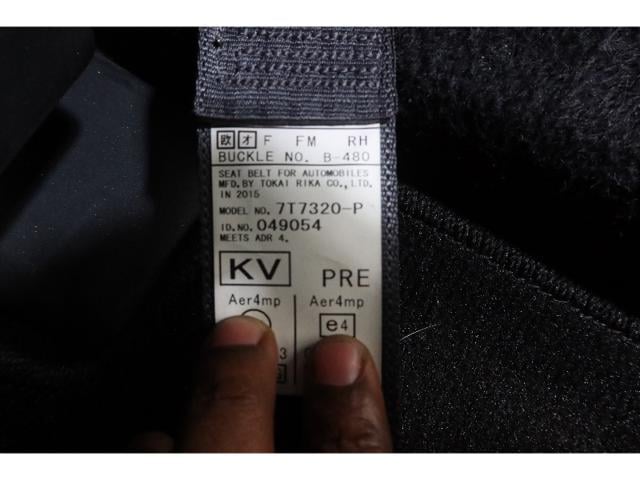 欧 オ F FM RH
BUCKLE NO. B-480
SEAT BELT FOR AUTOMOBILES
MFD. BY TOKAI RIKA CO., LTD.
IN 2015
MODEL NO. 7T7320-P
ID. NO. 049054
MEETS ADR 4.
KV PRE
Aer4mp Aer4mp
e4
3